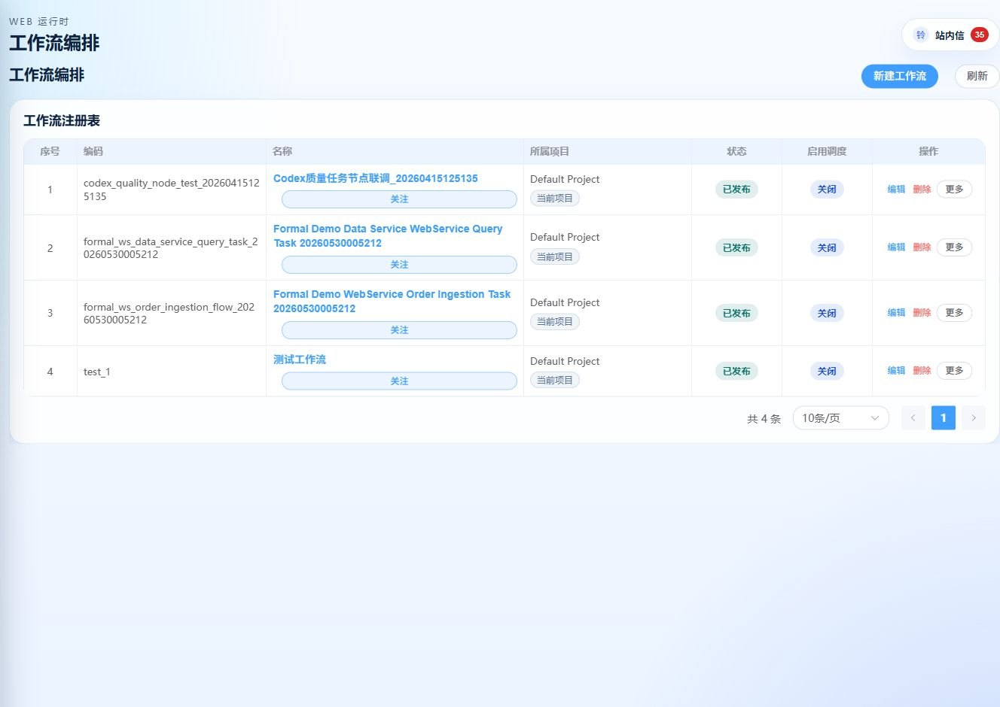 WEB 运行时
工作流编排
铃 站内信 35
工作流编排
新建工作流 刷新
工作流注册表
序号 编码 名称 所属项目 状态 启用调度 操作
1
codex_quality_node_test_2026041512
5135
Codex质量任务节点联调_20260415125135
关注
Default Project
当前项目
已发布
关闭
编辑 删除 更多
2
formal_ws_data_service_query_task_2
0260530005212
Formal Demo Data Service WebService Query
Task 20260530005212
关注
Default Project
当前项目
已发布
关闭
编辑 删除 更多
3
formal_ws_order_ingestion_flow_202
60530005212
Formal Demo WebService Order Ingestion Task
20260530005212
关注
Default Project
当前项目
已发布
关闭
编辑 删除 更多
4
test_1
测试工作流
关注
Default Project
当前项目
已发布
关闭
编辑 删除 更多
共 4 条 10条/页 1